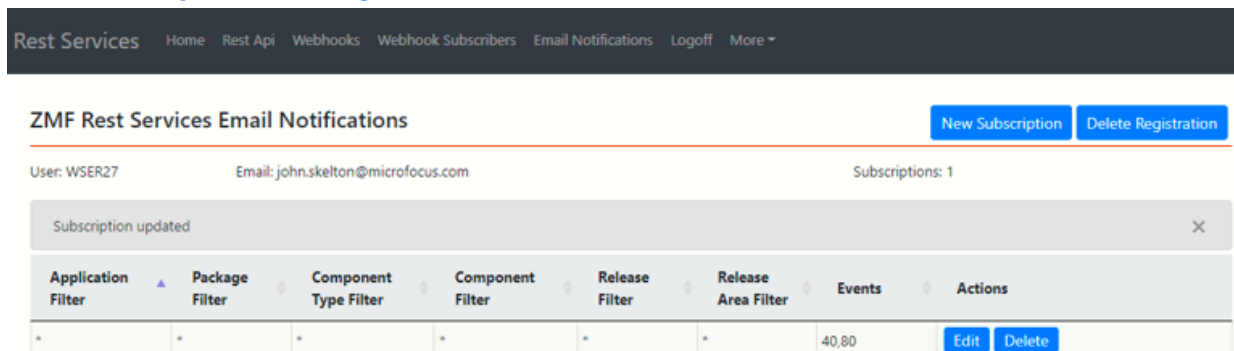 Rest Services Home Rest Api Webhooks Webhook Subscribers Email Notifications Logoff More
ZMF Rest Services Email Notifications New Subscription Delete Registration
User: WSER27 Email: john.skelton@microfocus.com Subscriptions: 1
Subscription updated ×
Application Package Component Component Release Release Events Actions
Filter Filter Type Filter Filter Filter Area Filter
* * * * * * 40,80 Edit Delete